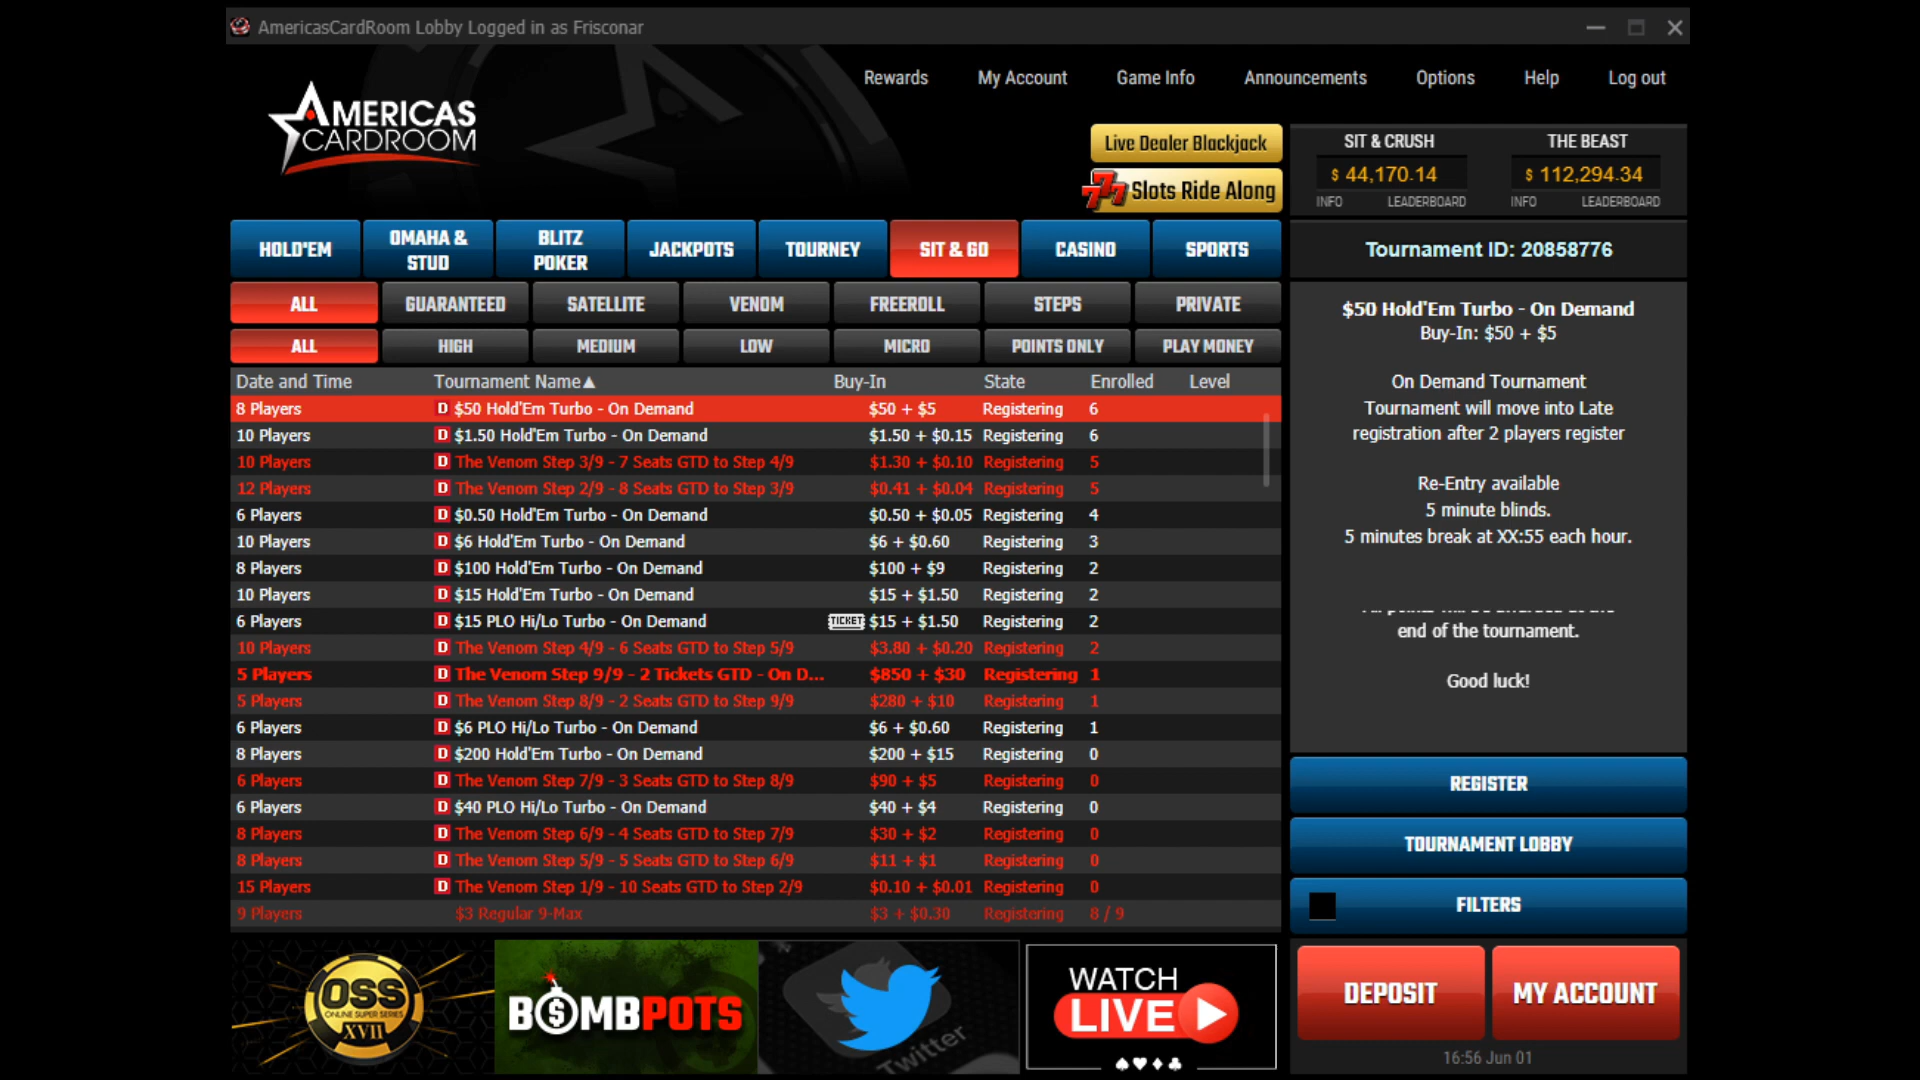 AmericasCardRoom Lobby Logged in as Frisconar
Rewards My Account Game Info Announcements Options Help Log out
AMERICAS
CARDROOM
Live Dealer Blackjack
777 Slots Ride Along
SIT & CRUSH THE BEAST
$ 44,170.14 $ 112,294.34
INFO LEADERBOARD INFO LEADERBOARD
HOLD'EM OMAHA & STUD BLITZ POKER JACKPOTS TOURNEY SIT & GO CASINO SPORTS
ALL GUARANTEED SATELLITE VENOM FREEROLL STEPS PRIVATE
ALL HIGH MEDIUM LOW MICRO POINTS ONLY PLAY MONEY
Date and Time Tournament Name▲ Buy-In State Enrolled Level
8 Players D $50 Hold'Em Turbo - On Demand $50 + $5 Registering 6
10 Players D $1.50 Hold'Em Turbo - On Demand $1.50 + $0.15 Registering 6
10 Players D The Venom Step 3/9 - 7 Seats GTD to Step 4/9 $1.30 + $0.10 Registering 5
12 Players D The Venom Step 2/9 - 8 Seats GTD to Step 3/9 $0.41 + $0.04 Registering 5
6 Players D $0.50 Hold'Em Turbo - On Demand $0.50 + $0.05 Registering 4
10 Players D $6 Hold'Em Turbo - On Demand $6 + $0.60 Registering 3
8 Players D $100 Hold'Em Turbo - On Demand $100 + $9 Registering 2
10 Players D $15 Hold'Em Turbo - On Demand $15 + $1.50 Registering 2
6 Players D $15 PLO Hi/Lo Turbo - On Demand TICKET $15 + $1.50 Registering 2
10 Players D The Venom Step 4/9 - 6 Seats GTD to Step 5/9 $3.80 + $0.20 Registering 2
5 Players D The Venom Step 9/9 - 2 Tickets GTD - On D... $850 + $30 Registering 1
5 Players D The Venom Step 8/9 - 2 Seats GTD to Step 9/9 $280 + $10 Registering 1
6 Players D $6 PLO Hi/Lo Turbo - On Demand $6 + $0.60 Registering 1
8 Players D $200 Hold'Em Turbo - On Demand $200 + $15 Registering 0
6 Players D The Venom Step 7/9 - 3 Seats GTD to Step 8/9 $90 + $5 Registering 0
6 Players D $40 PLO Hi/Lo Turbo - On Demand $40 + $4 Registering 0
8 Players D The Venom Step 6/9 - 4 Seats GTD to Step 7/9 $30 + $2 Registering 0
8 Players D The Venom Step 5/9 - 5 Seats GTD to Step 6/9 $11 + $1 Registering 0
15 Players D The Venom Step 1/9 - 10 Seats GTD to Step 2/9 $0.10 + $0.01 Registering 0
9 Players $3 Regular 9-Max $3 + $0.30 Registering 8 / 9
Tournament ID: 20858776
$50 Hold'Em Turbo - On Demand
Buy-In: $50 + $5
On Demand Tournament
Tournament will move into Late
registration after 2 players register
Re-Entry available
5 minute blinds.
5 minutes break at XX:55 each hour.
end of the tournament.
Good luck!
REGISTER
TOURNAMENT LOBBY
FILTERS
DEPOSIT MY ACCOUNT
16:56 Jun 01
OSS
ONLINE SUPER SERIES
XVII
B$MBPOTS
Twitter
WATCH
LIVE